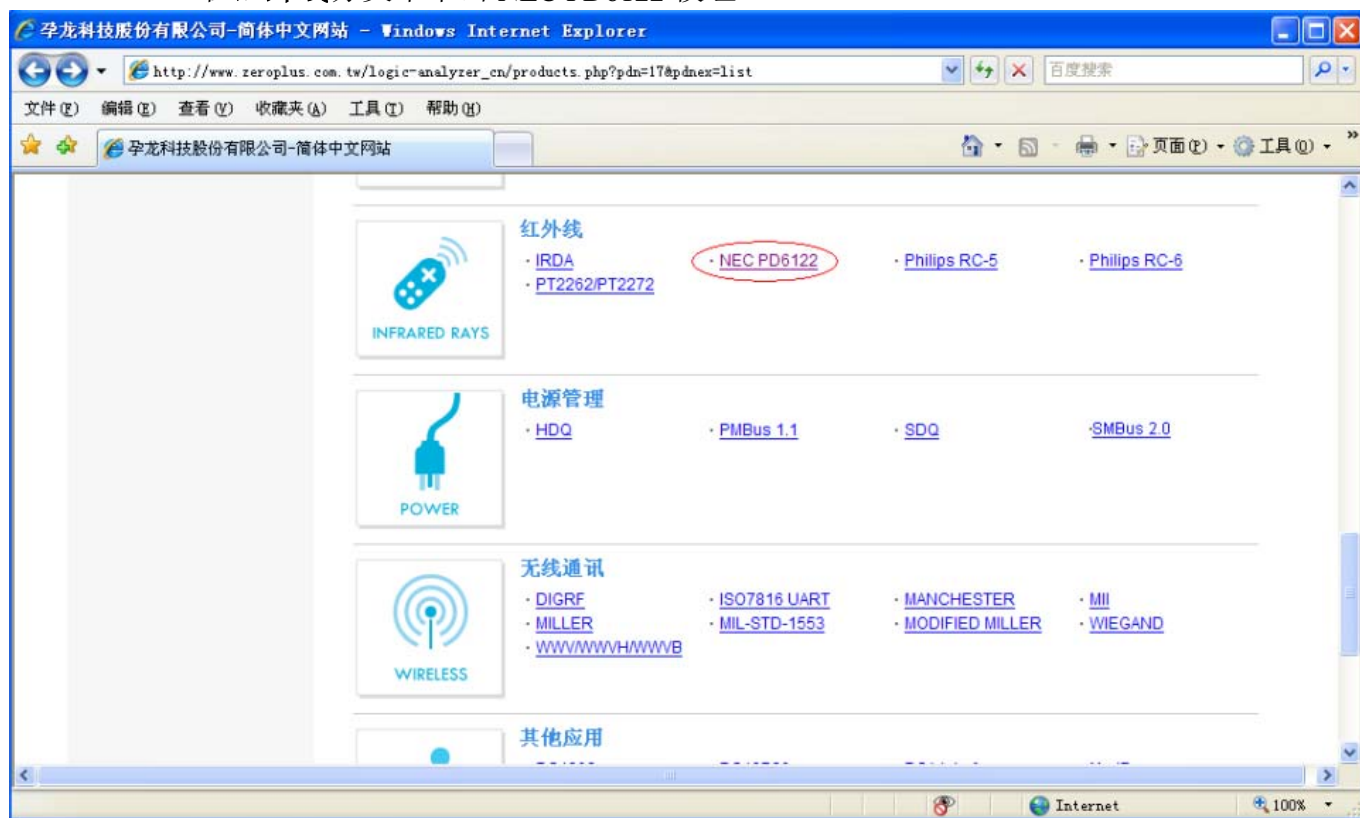 孕龙科技股份有限公司-简体中文网站 - Windows Internet Explorer
http://www.zeroplus.com.tw/logic-analyzer_cn/products.php?pdn=17&pdnex=list 百度搜索
文件(F) 编辑(E) 查看(V) 收藏夹(A) 工具(T) 帮助(H)
孕龙科技股份有限公司-简体中文网站 页面(P) 工具(O)
红外线
· IRDA · NEC PD6122 · Philips RC-5 · Philips RC-6
· PT2262/PT2272
INFRARED RAYS
电源管理
· HDQ · PMBus 1.1 · SDQ ·SMBus 2.0
POWER
无线通讯
· DIGRF · ISO7816 UART · MANCHESTER · MII
· MILLER · MIL-STD-1553 · MODIFIED MILLER · WIEGAND
· WWV/WWVH/WWVB
WIRELESS
其他应用
Internet 100%